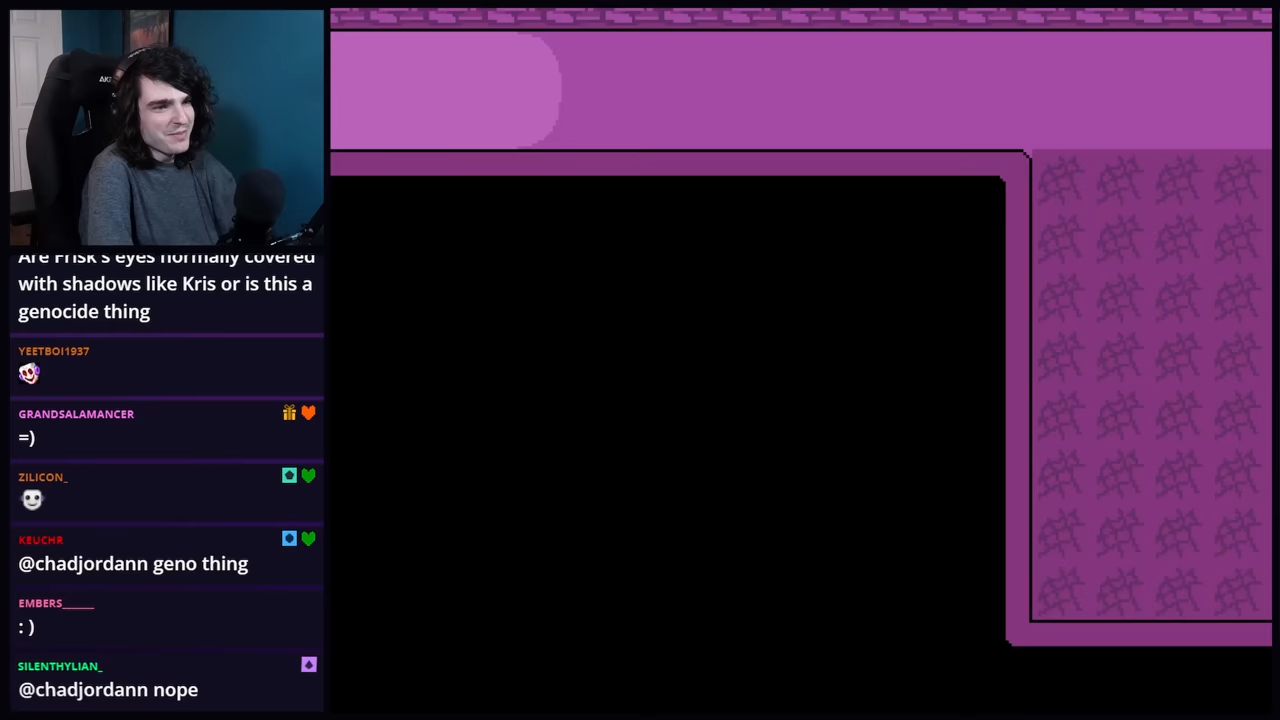 Are Frisk's eyes normally covered
with shadows like Kris or is this a
genocide thing
YEETBOI1937
GRANDSALAMANCER
=)
ZILICON_
KEUCHR
@chadjordann geno thing
EMBERS______
: )
SILENTHYLIAN_
@chadjordann nope